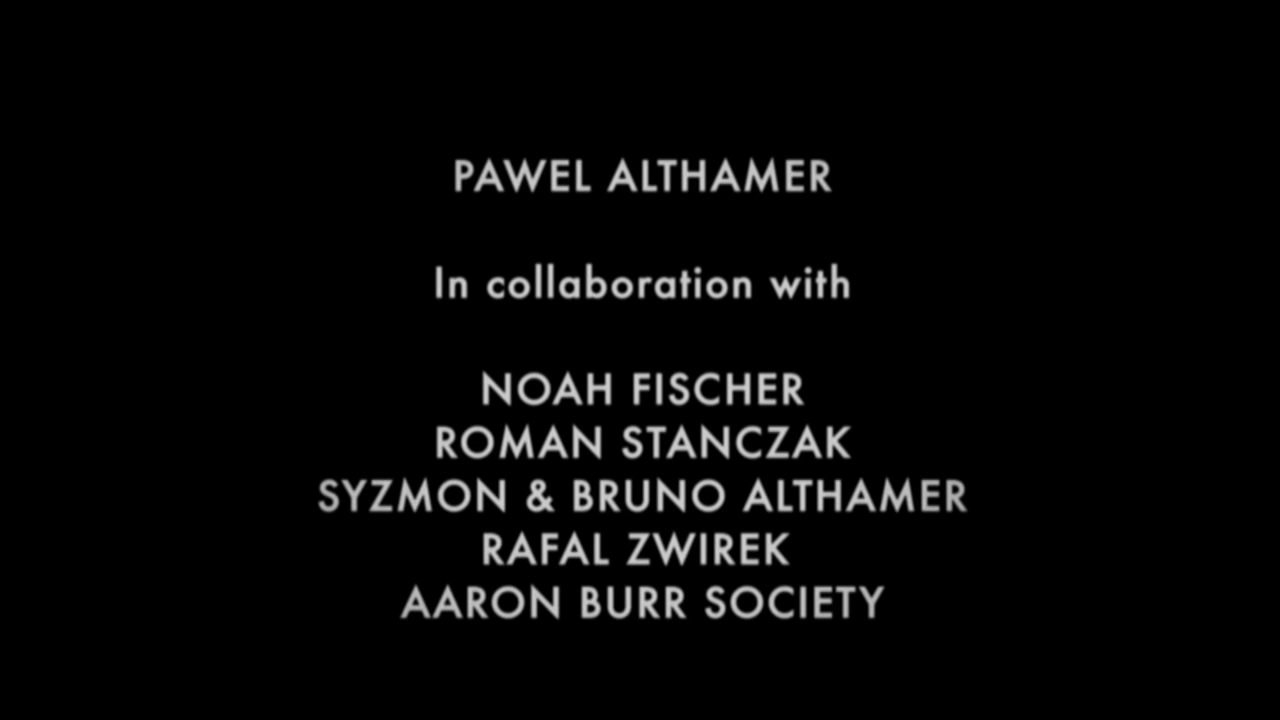 PAWEL ALTHAMER
In collaboration with
NOAH FISCHER
ROMAN STANCZAK
SYZMON & BRUNO ALTHAMER
RAFAL ZWIREK
AARON BURR SOCIETY